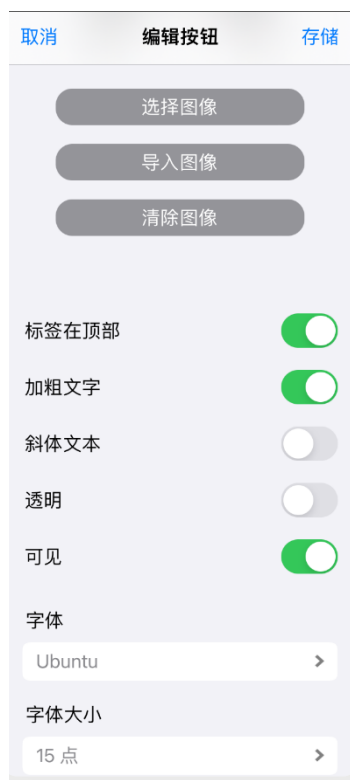 取消 编辑按钮 存储
选择图像
导入图像
清除图像
标签在顶部
加粗文字
斜体文本
透明
可见
字体
Ubuntu
字体大小
15 点